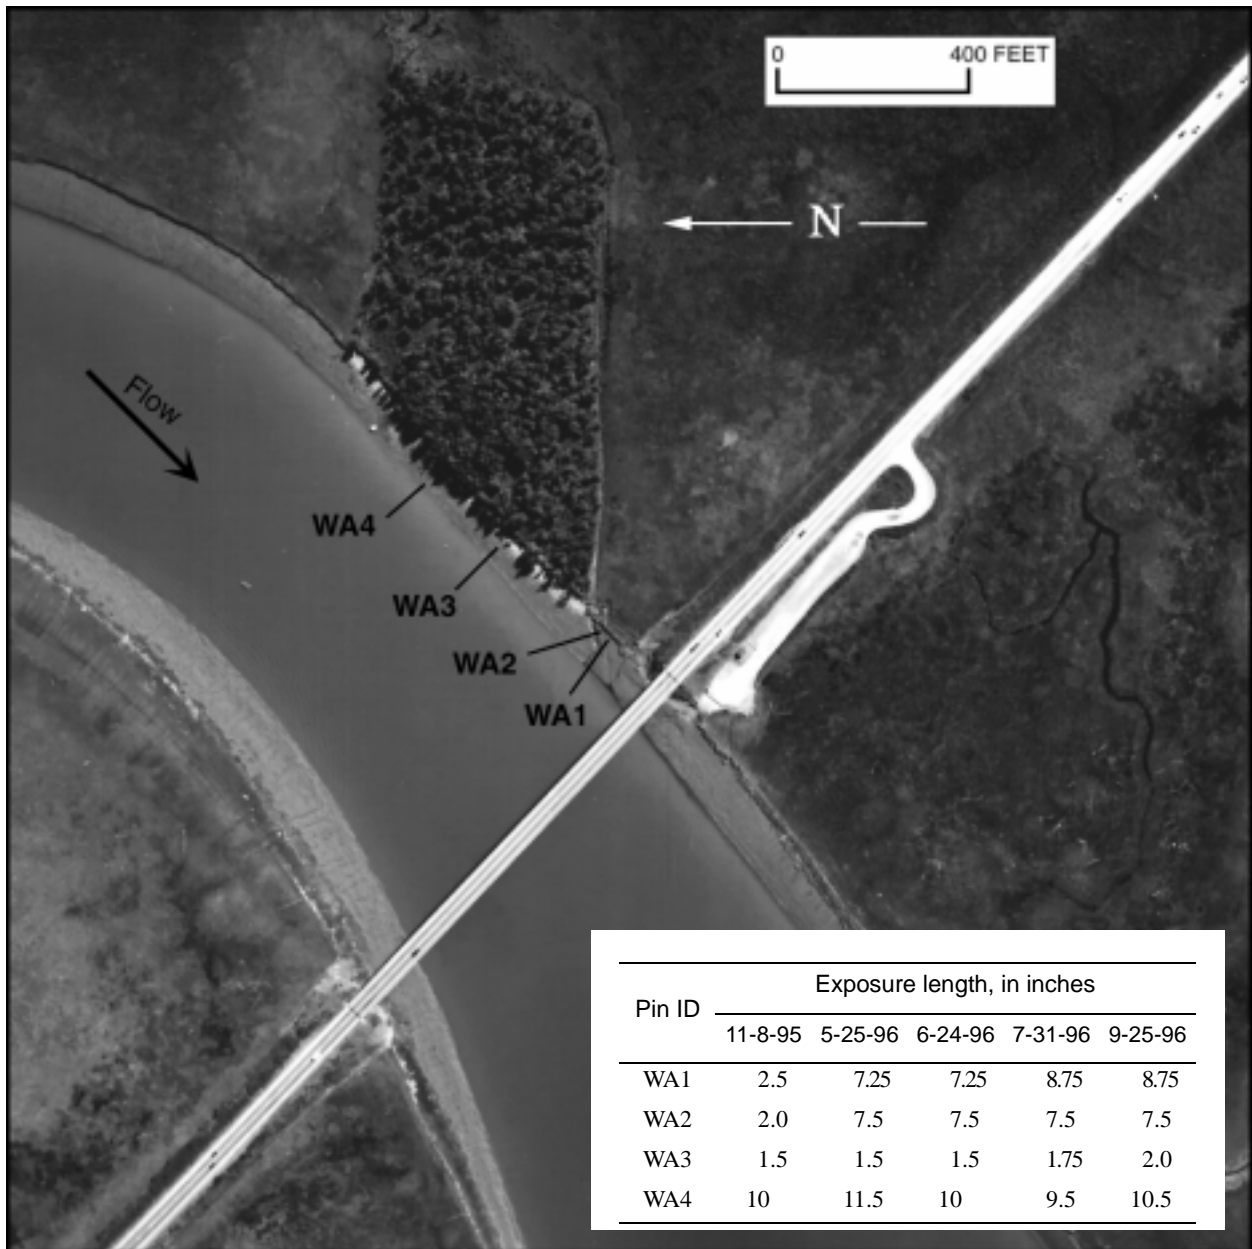 0 400 FEET
N
Flow
WA4
WA3
WA2
WA1
Exposure length, in inches
Pin ID
11-8-95 5-25-96 6-24-96 7-31-96 9-25-96
WA1 2.5 7.25 7.25 8.75 8.75
WA2 2.0 7.5 7.5 7.5 7.5
WA3 1.5 1.5 1.5 1.75 2.0
WA4 10 11.5 10 9.5 10.5